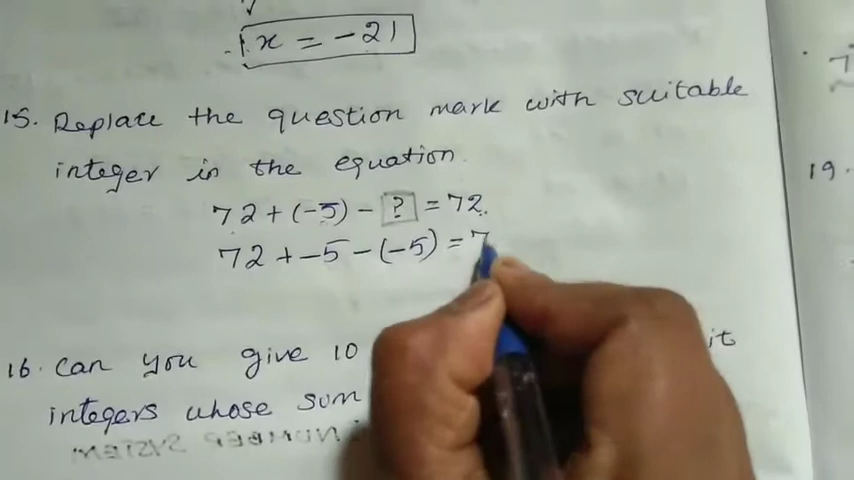 x = -21
15. Replace the question mark with suitable
integer in the equation.
72 + (-5) - ? = 72.
72 + -5 - (-5) = 7
16. Can you give 10 it
integers whose sum
19.